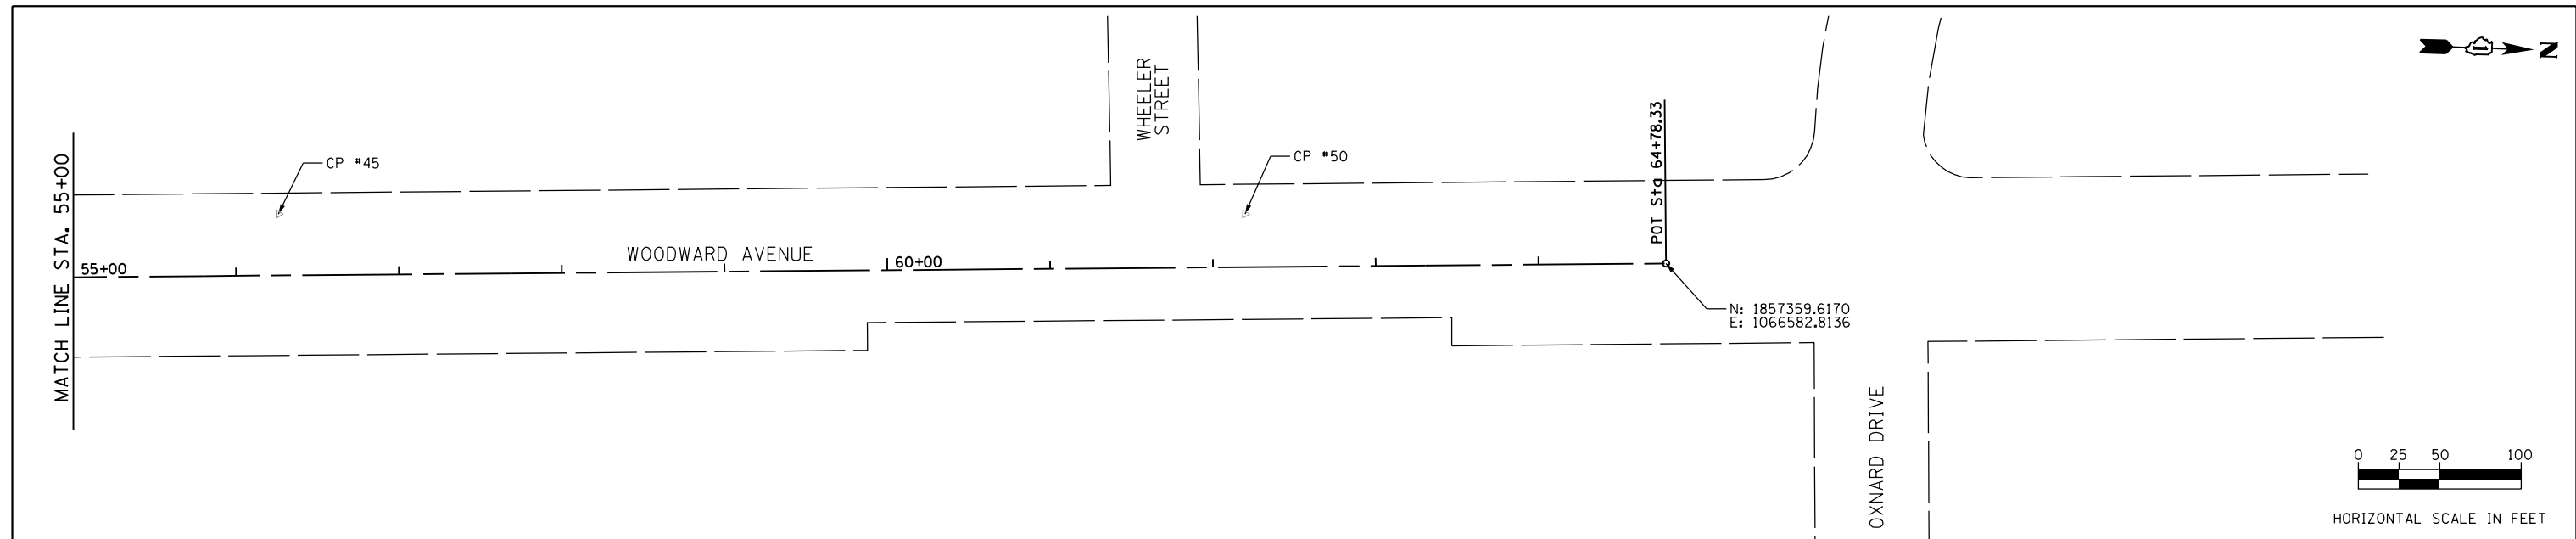 WHEELER
STREET
N
MATCH LINE STA. 55+00
CP #45
CP #50
POT Sta 64+78.33
WOODWARD AVENUE
55+00
60+00
N: 1857359.6170
E: 1066582.8136
OXNARD DRIVE
0 25 50 100
HORIZONTAL SCALE IN FEET